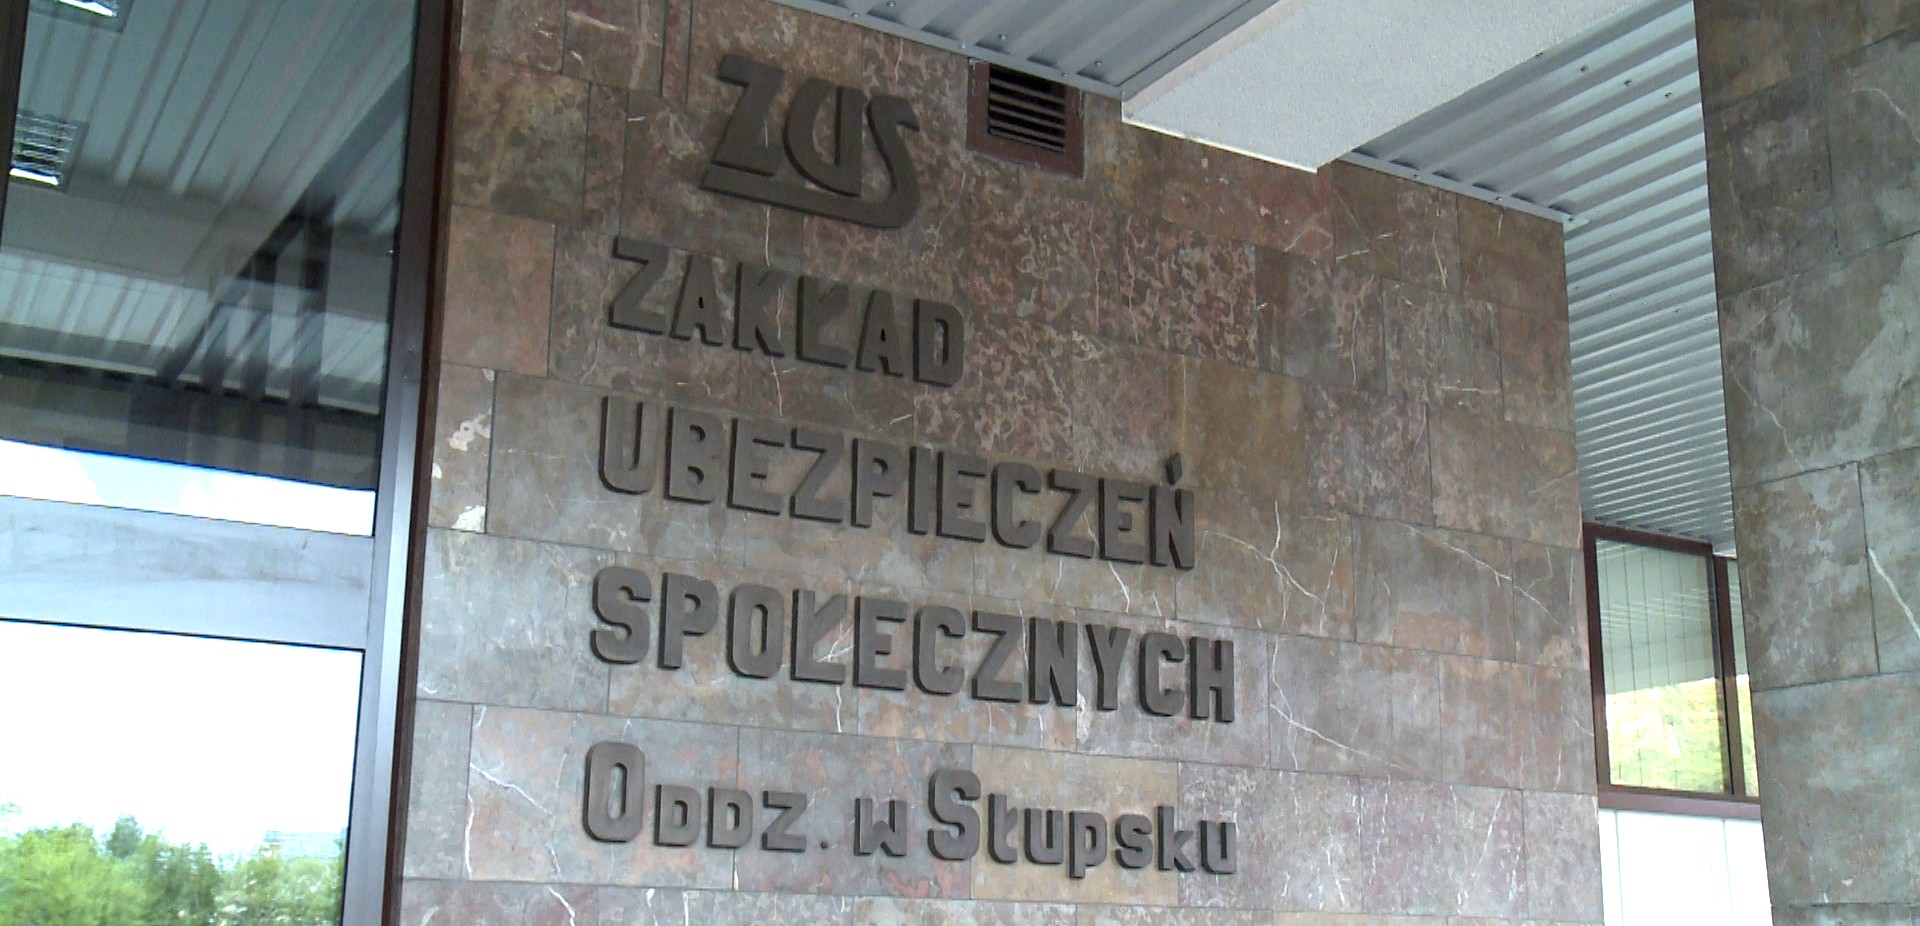 ZUS
ZAKŁAD
UBEZPIECZEŃ
SPOŁECZNYCH
ODDZ. w Słupsku